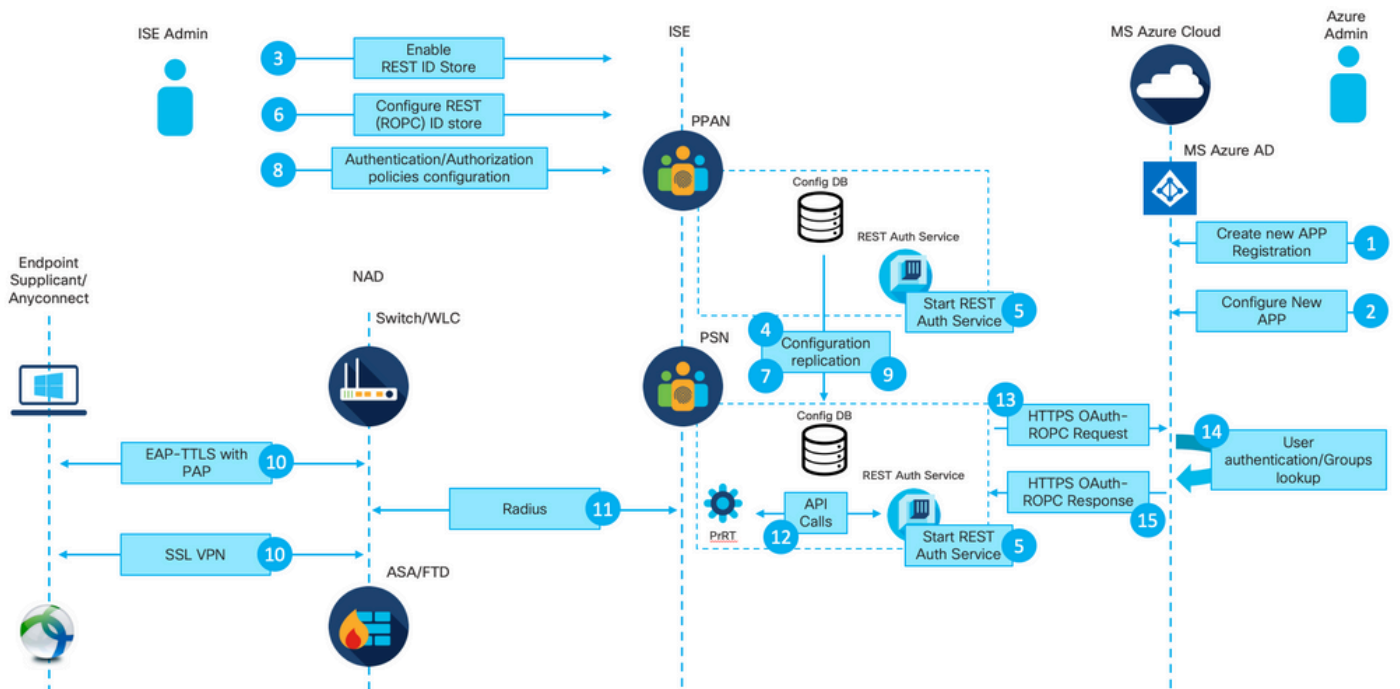 ISE Admin
ISE
MS Azure Cloud
Azure
Admin
3
Enable
REST ID Store
6
Configure REST
(ROPC) ID store
8
Authentication/Authorization
policies configuration
PPAN
MS Azure AD
Config DB
REST Auth Service
Start REST
Auth Service
5
Create new APP
Registration
1
Configure New
APP
2
Endpoint
Supplicant/
Anyconnect
NAD
Switch/WLC
PSN
4
Configuration
replication
7
9
Config DB
REST Auth Service
PrRT
API
Calls
12
Start REST
Auth Service
5
13
HTTPS OAuth-
ROPC Request
14
User
authentication/Groups
lookup
HTTPS OAuth-
ROPC Response
15
EAP-TTLS with
PAP
10
Radius
11
SSL VPN
10
ASA/FTD